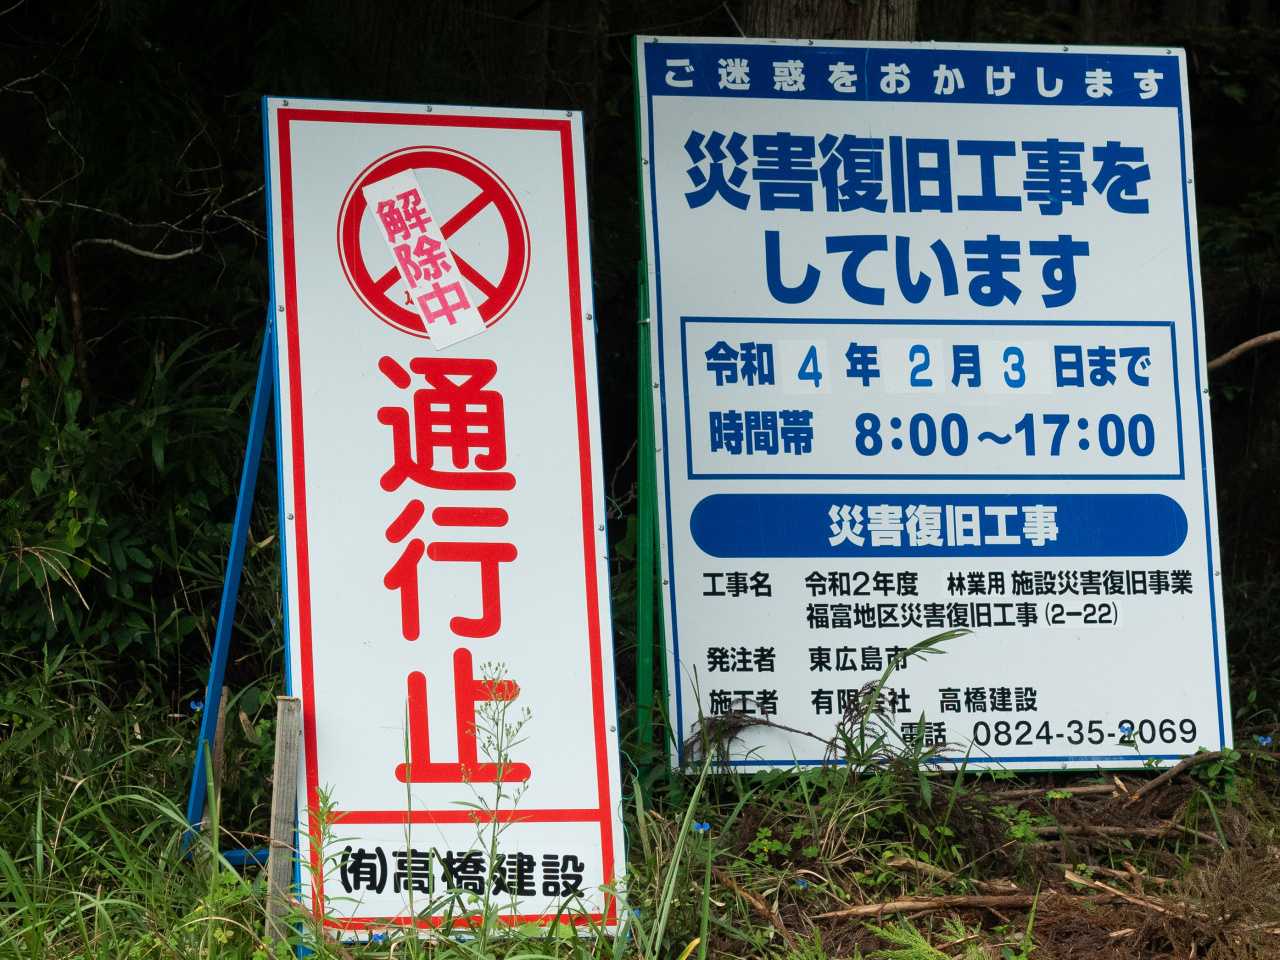 解除中
通行止
(有)高橋建設
ご迷惑をおかけします
災害復旧工事を
しています
令和 4 年 2 月 3 日まで
時間帯 8:00〜17:00
災害復旧工事
工事名 令和2年度 林業用施設災害復旧事業
福富地区災害復旧工事(2-22)
発注者 東広島市
施工者 有限会社 高橋建設
電話 0824-35-2069